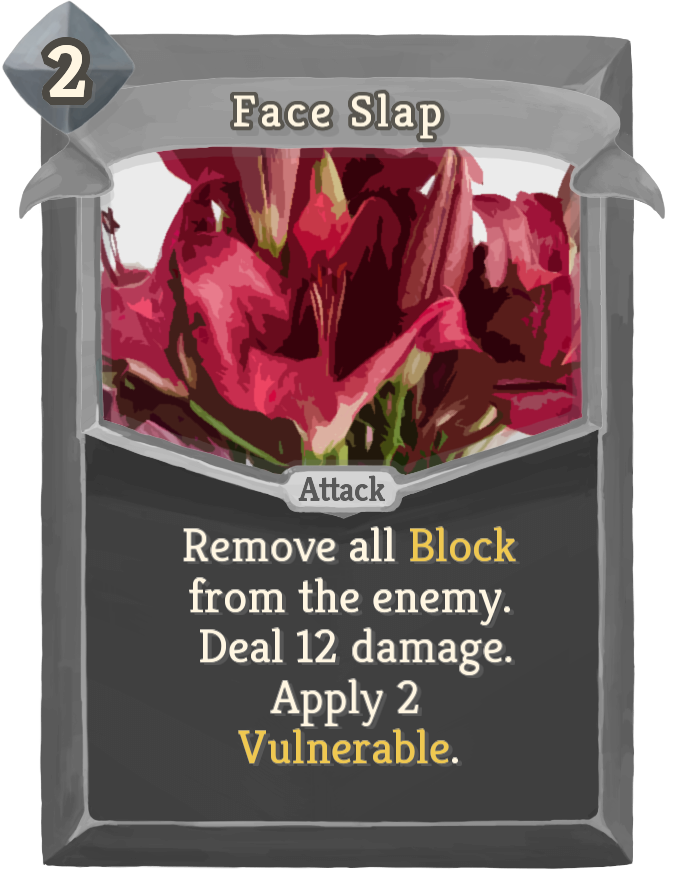 2
Face Slap
Attack
Remove all Block
from the enemy.
Deal 12 damage.
Apply 2
Vulnerable.